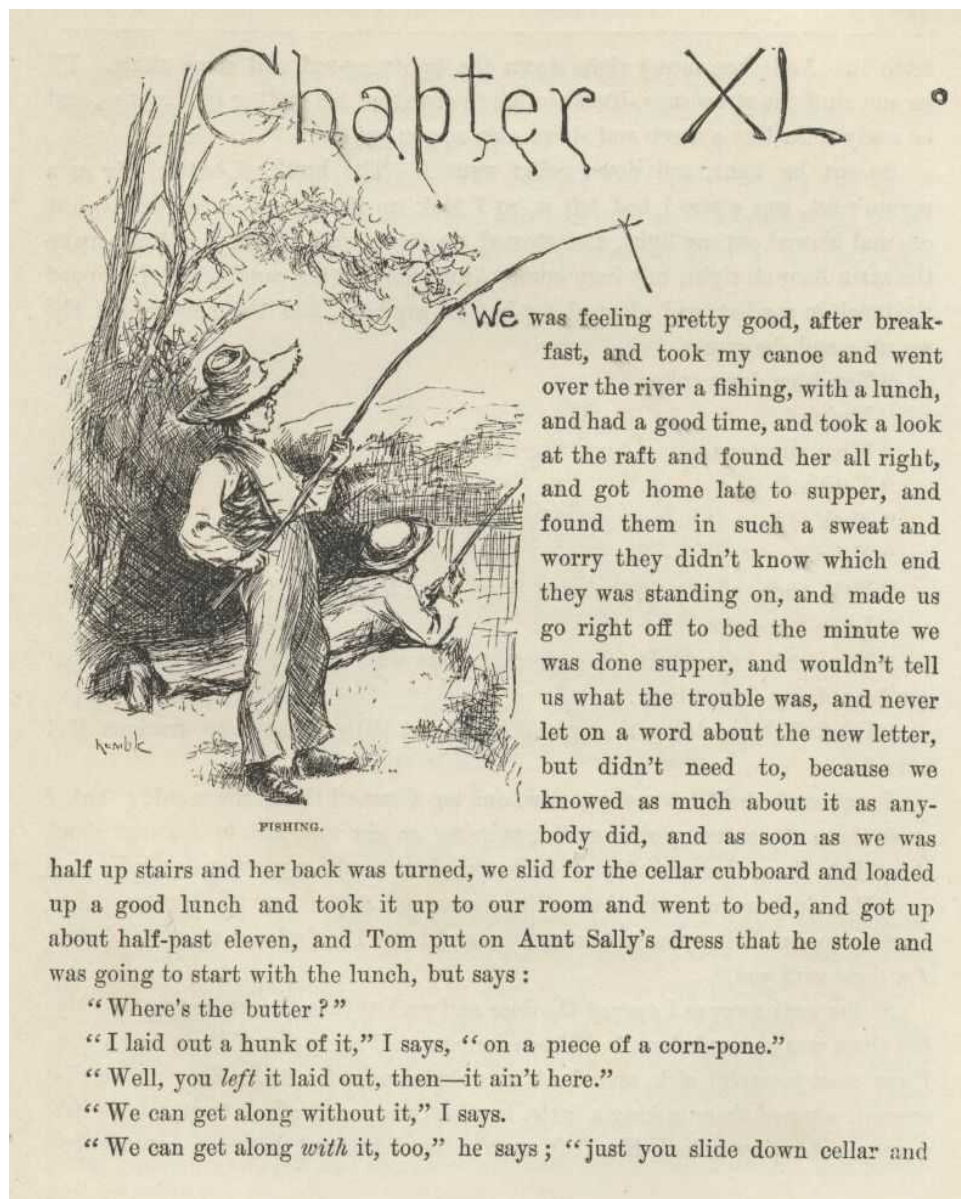 Chapter XL.
We was feeling pretty good, after break-
fast, and took my canoe and went
over the river a fishing, with a lunch,
and had a good time, and took a look
at the raft and found her all right,
and got home late to supper, and
found them in such a sweat and
worry they didn't know which end
they was standing on, and made us
go right off to bed the minute we
was done supper, and wouldn't tell
us what the trouble was, and never
let on a word about the new letter,
but didn't need to, because we
knowed as much about it as any-
body did, and as soon as we was
Kemble
FISHING.
half up stairs and her back was turned, we slid for the cellar cubboard and loaded
up a good lunch and took it up to our room and went to bed, and got up
about half-past eleven, and Tom put on Aunt Sally's dress that he stole and
was going to start with the lunch, but says :
"Where's the butter ?"
"I laid out a hunk of it," I says, "on a piece of a corn-pone."
"Well, you left it laid out, then—it ain't here."
"We can get along without it," I says.
"We can get along with it, too," he says ; "just you slide down cellar and